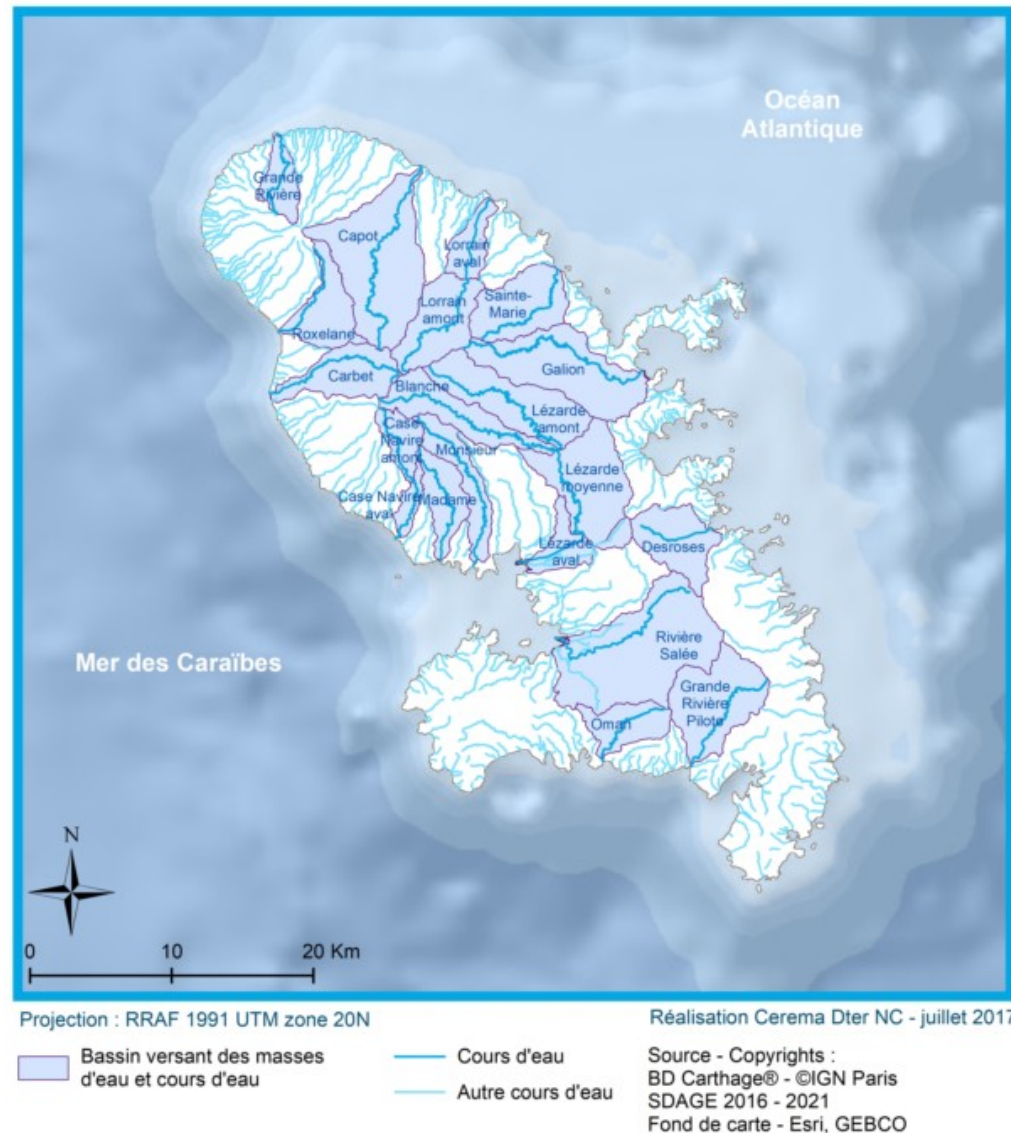 Océan
Atlantique
Grande
Rivière
Capot
Lorrain
aval
Lorrain
amont
Sainte-
Marie
Roxelane
Carbet
Blanche
Galion
Lézarde
amont
Case
Navire
amont
Monsieur
Lézarde
moyenne
Case Navire
aval
Madame
Lézarde
aval
Desroses
Mer des Caraïbes
Rivière
Salée
Grande
Rivière
Pilote
Oman
N
0 10 20 Km
Projection : RRAF 1991 UTM zone 20N
Réalisation Cerema Dter NC - juillet 2017
Bassin versant des masses
d'eau et cours d'eau
Cours d'eau
Autre cours d'eau
Source - Copyrights :
BD Carthage® - ©IGN Paris
SDAGE 2016 - 2021
Fond de carte - Esri, GEBCO